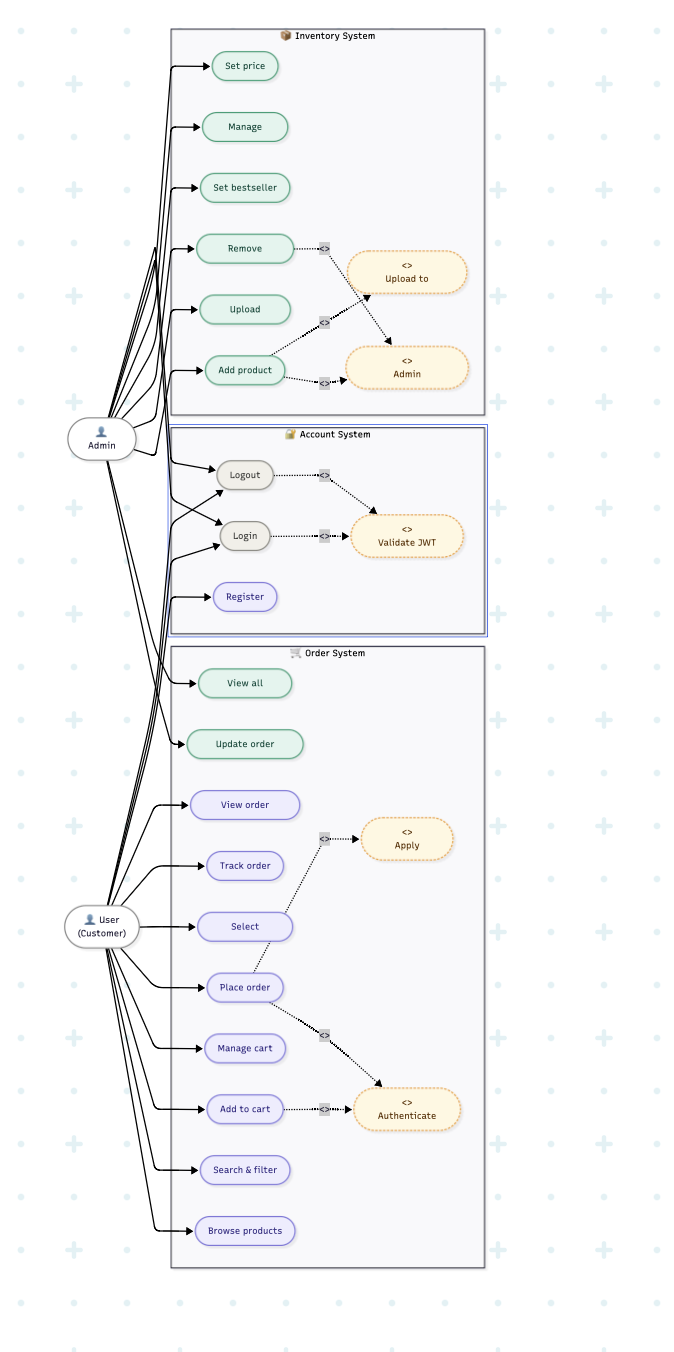 📦 Inventory System
Set price
Manage
Set bestseller
Remove
<>
<>
Upload to
Upload
<>
Add product
<>
<>
Admin
👤
Admin
🔐 Account System
Logout
<>
Login
<>
<>
Validate JWT
Register
🛒 Order System
View all
Update order
View order
<>
<>
Apply
Track order
👤 User
(Customer)
Select
Place order
<>
Manage cart
Add to cart
<>
<>
Authenticate
Search & filter
Browse products